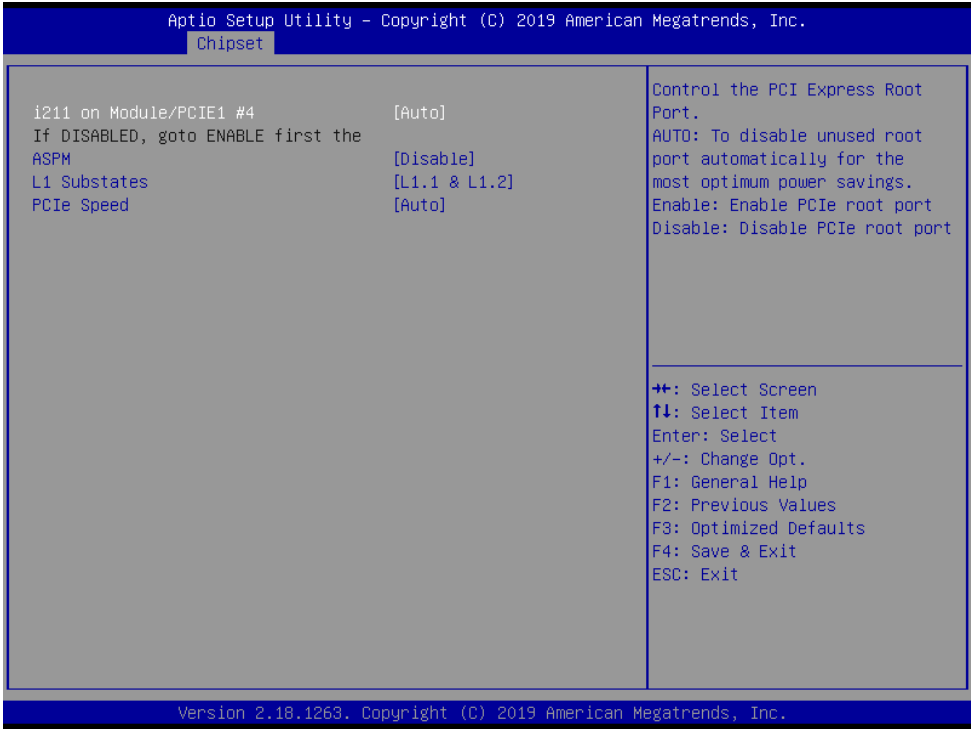 Aptio Setup Utility – Copyright (C) 2019 American Megatrends, Inc.
Chipset
i211 on Module/PCIE1 #4 [Auto]
If DISABLED, goto ENABLE first the
ASPM [Disable]
L1 Substates [L1.1 & L1.2]
PCIe Speed [Auto]
Control the PCI Express Root
Port.
AUTO: To disable unused root
port automatically for the
most optimum power savings.
Enable: Enable PCIe root port
Disable: Disable PCIe root port
→←: Select Screen
↑↓: Select Item
Enter: Select
+/-: Change Opt.
F1: General Help
F2: Previous Values
F3: Optimized Defaults
F4: Save & Exit
ESC: Exit
Version 2.18.1263. Copyright (C) 2019 American Megatrends, Inc.